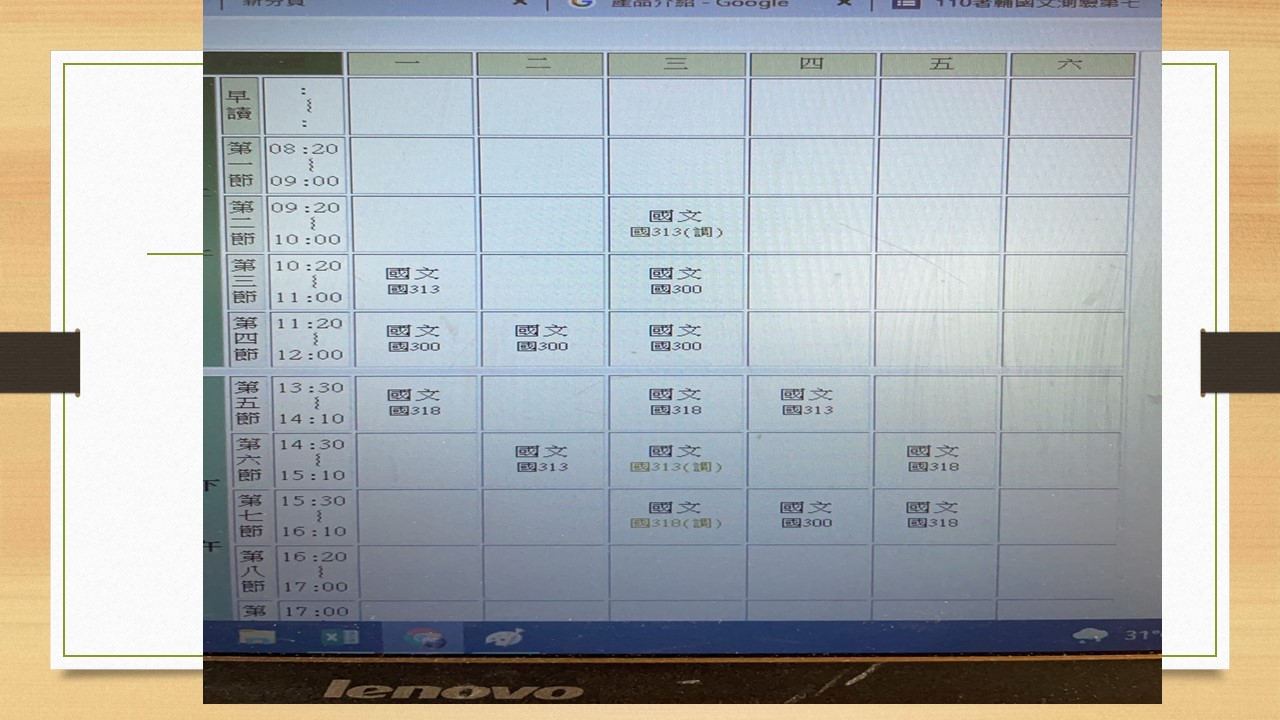 新分頁 × 產品介紹 - Google × 110暑輔國文測驗第七
一 二 三 四 五 六
早讀 : ~ :
第一節 08:20 ~ 09:00
第二節 09:20 ~ 10:00 國文 國313(調)
第三節 10:20 ~ 11:00 國文 國313 國文 國300
第四節 11:20 ~ 12:00 國文 國300 國文 國300 國文 國300
第五節 13:30 ~ 14:10 國文 國318 國文 國318 國文 國313
下午
第六節 14:30 ~ 15:10 國文 國313 國文 國313(調) 國文 國318
第七節 15:30 ~ 16:10 國文 國318(調) 國文 國300 國文 國318
第八節 16:20 ~ 17:00
第 17:00
31°
lenovo